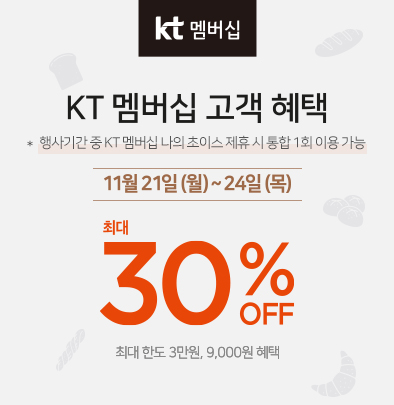 kt 멤버십
KT 멤버십 고객 혜택
* 행사기간 중 KT 멤버십 나의 초이스 제휴 시 통합 1회 이용 가능
11월 21일 (월) ~ 24일 (목)
최대
30%
OFF
최대 한도 3만원, 9,000원 혜택